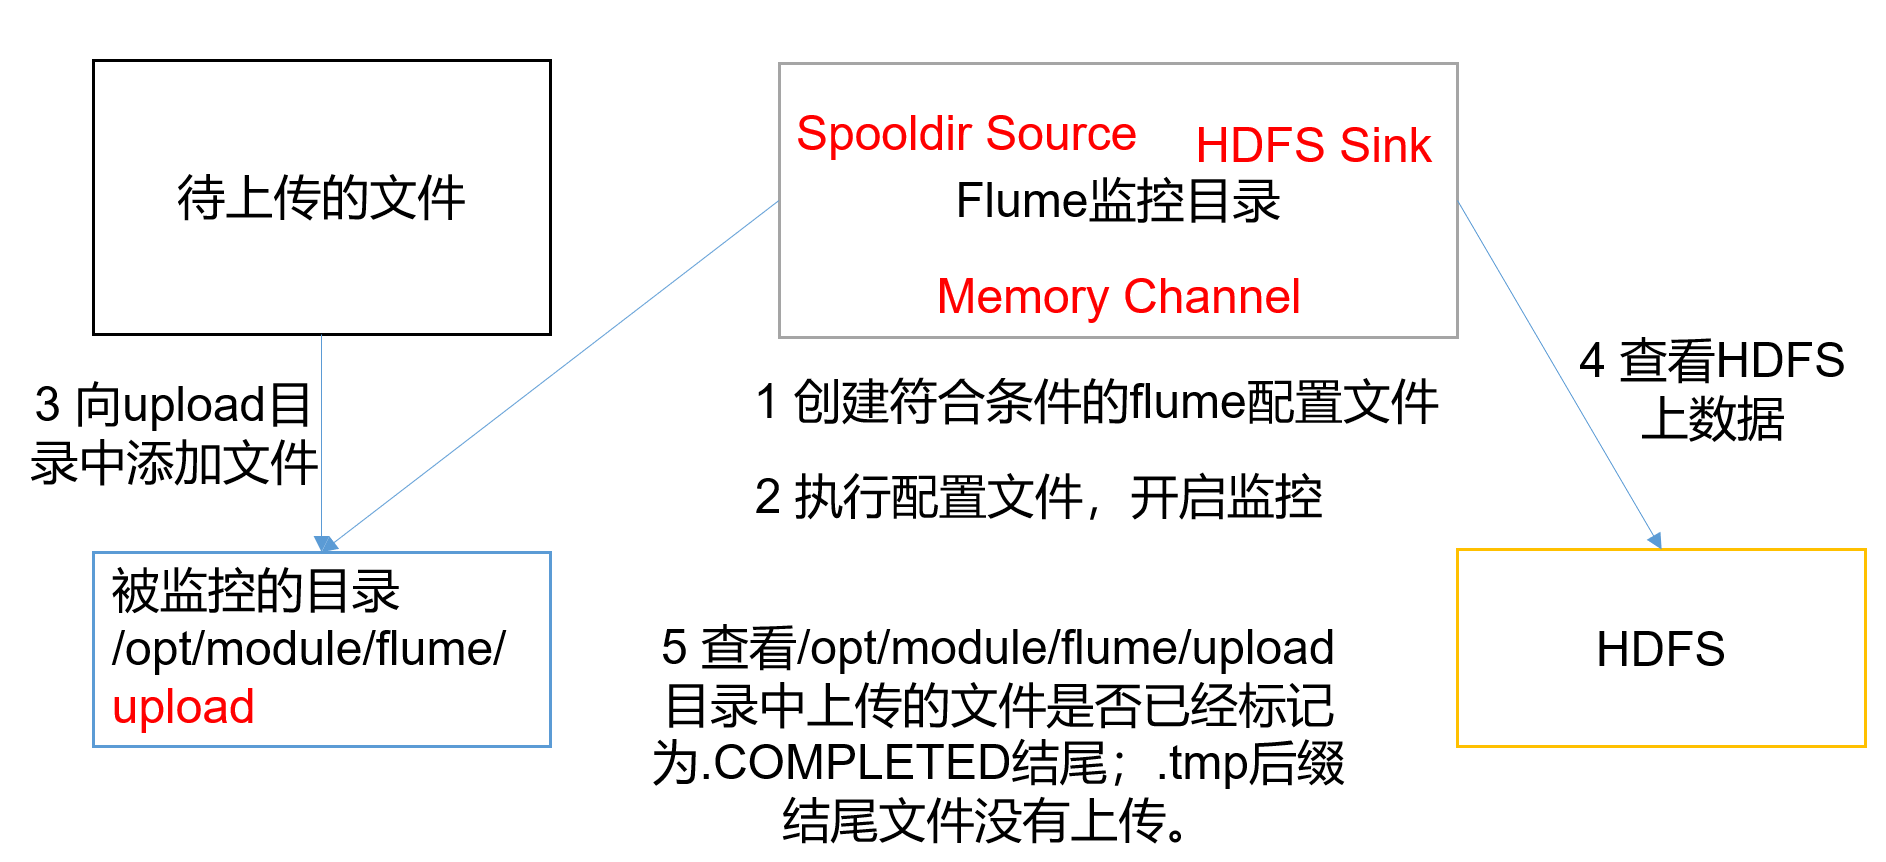 待上传的文件
Spooldir Source
HDFS Sink
Flume监控目录
Memory Channel
3 向upload目
录中添加文件
1 创建符合条件的flume配置文件
2 执行配置文件，开启监控
4 查看HDFS
上数据
被监控的目录
/opt/module/flume/
upload
5 查看/opt/module/flume/upload
目录中上传的文件是否已经标记
为.COMPLETED结尾；.tmp后缀
结尾文件没有上传。
HDFS